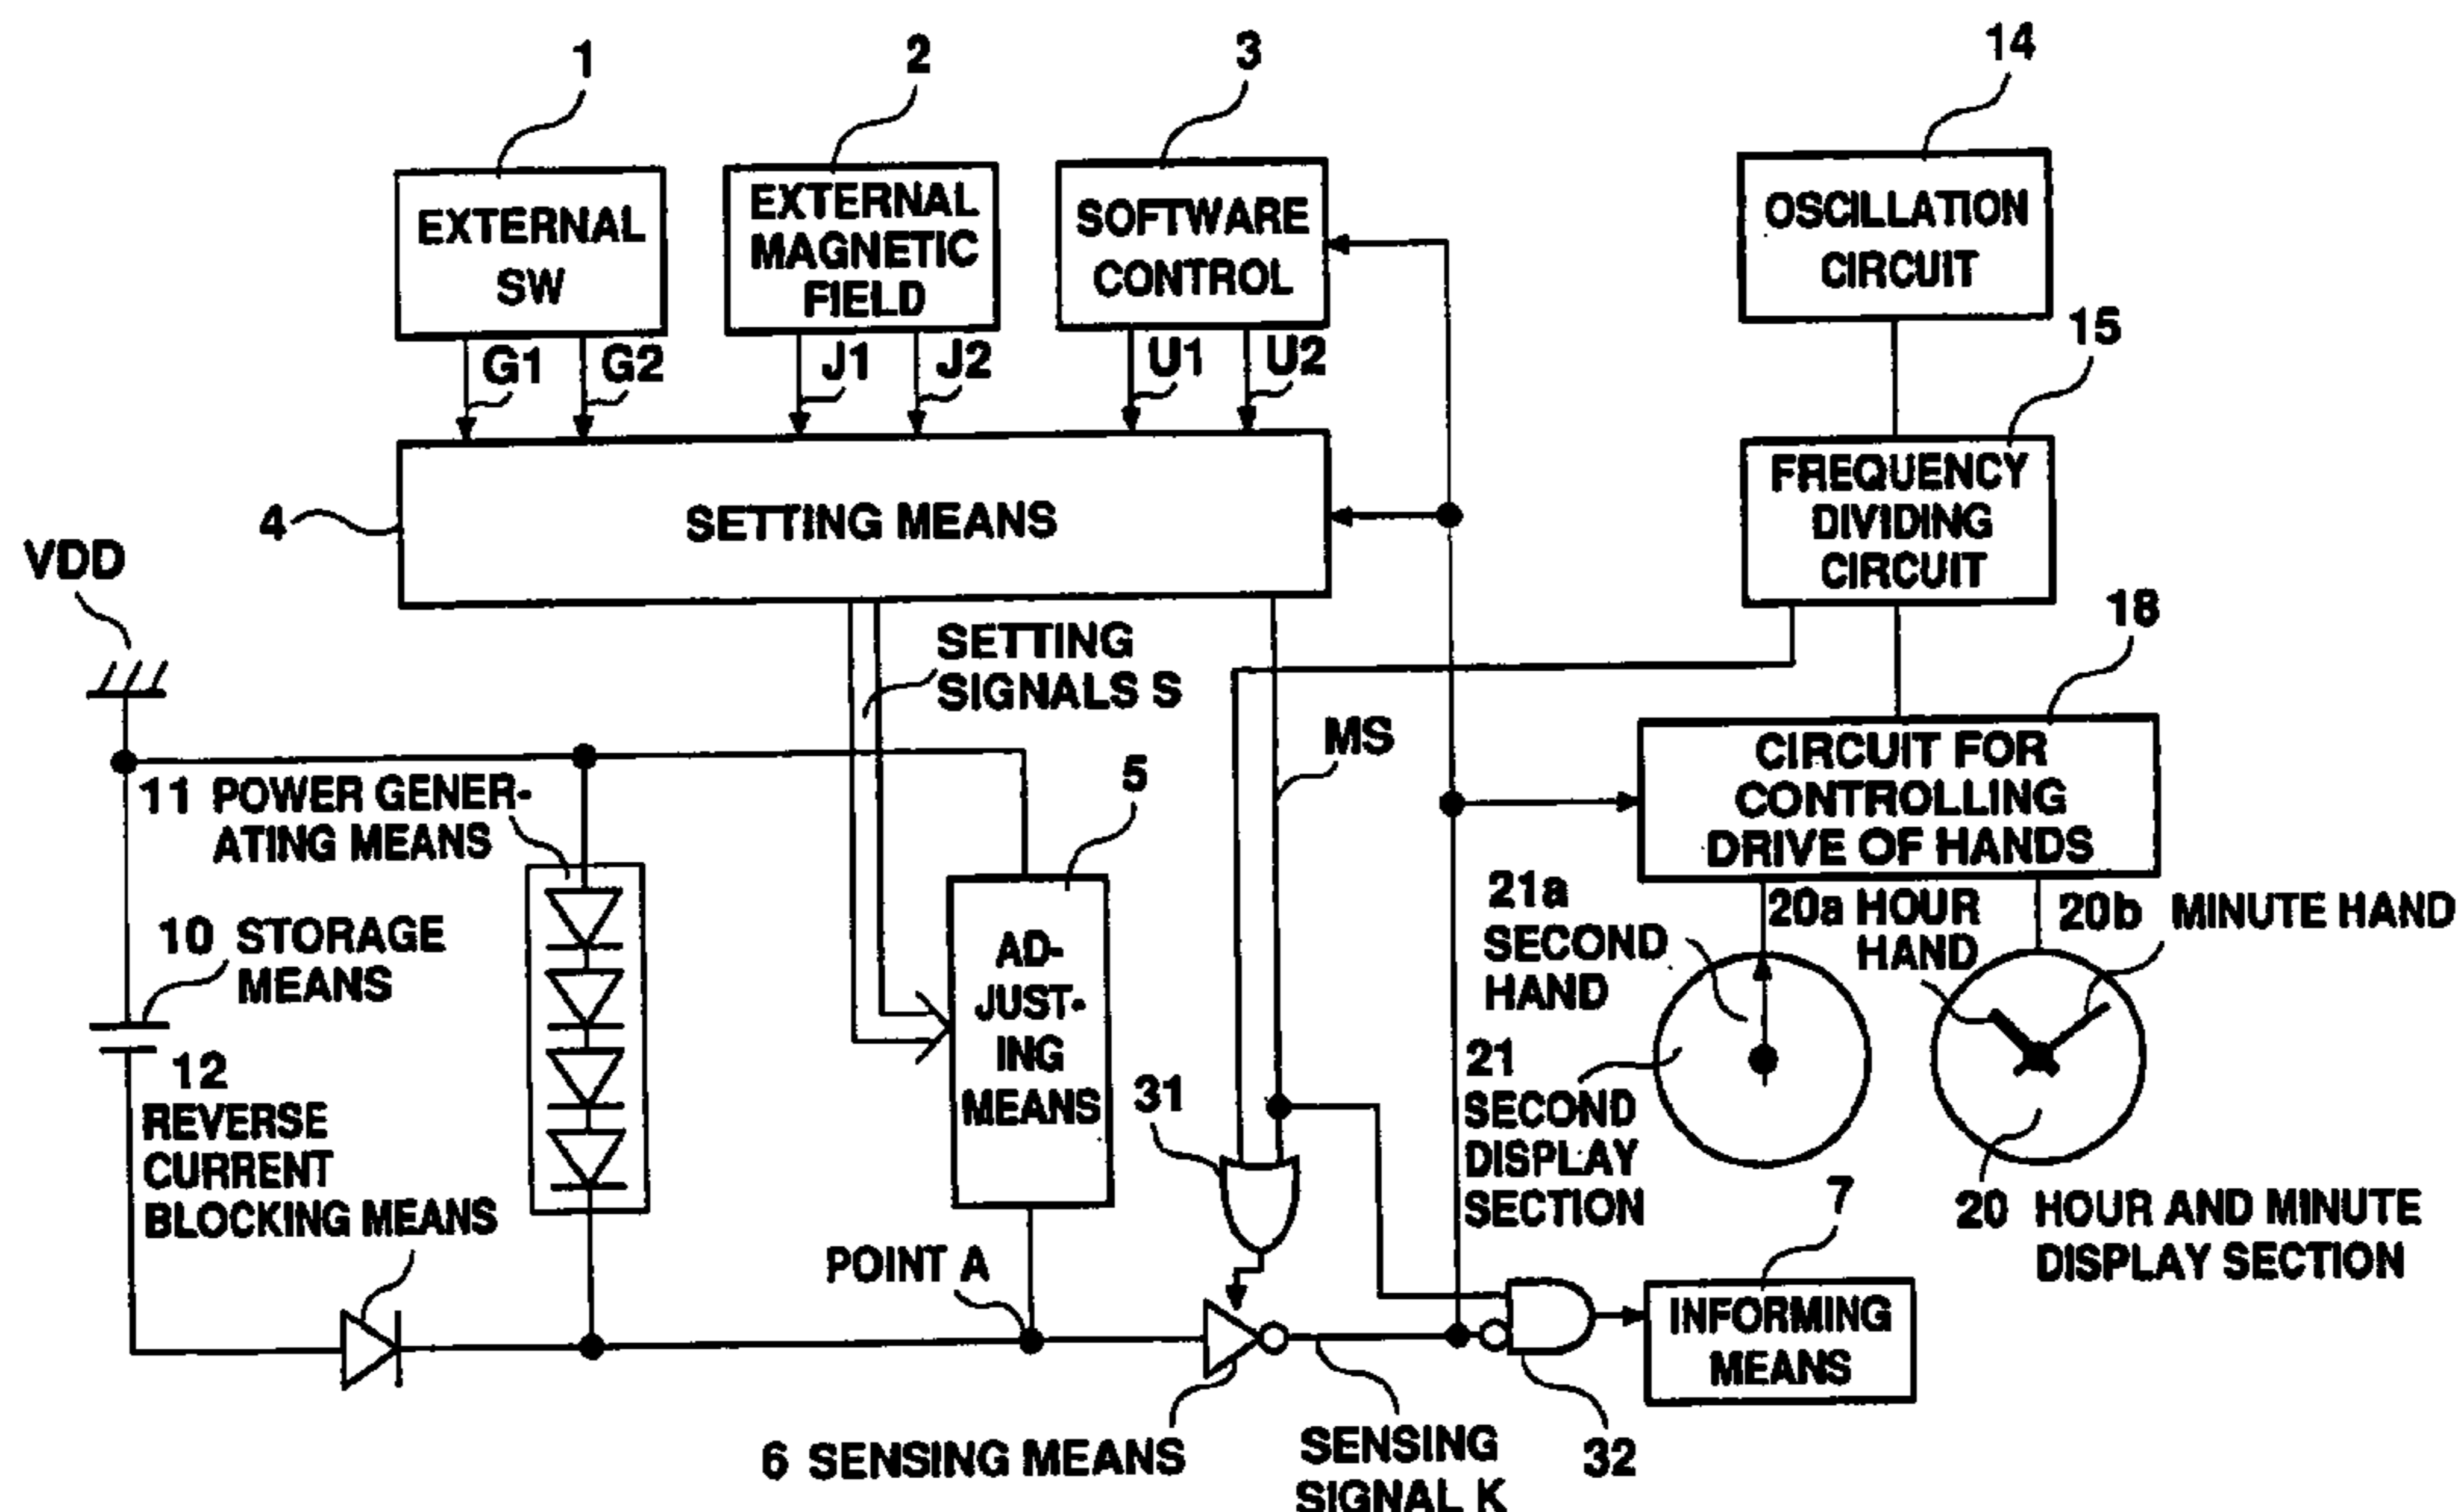 1
2
3
14
EXTERNAL
SW
EXTERNAL
MAGNETIC
FIELD
SOFTWARE
CONTROL
OSCILLATION
CIRCUIT
G1
G2
J1
J2
U1
U2
15
4
SETTING MEANS
FREQUENCY
DIVIDING
CIRCUIT
VDD
SETTING
SIGNALS S
MS
18
CIRCUIT FOR
CONTROLLING
DRIVE OF HANDS
11 POWER GENER-
ATING MEANS
5
10 STORAGE
MEANS
AD-
JUST-
ING
MEANS
21a
SECOND
HAND
20a HOUR
HAND
20b MINUTE HAND
12
REVERSE
CURRENT
BLOCKING MEANS
31
21
SECOND
DISPLAY
SECTION
20 HOUR AND MINUTE
DISPLAY SECTION
7
POINT A
INFORMING
MEANS
6 SENSING MEANS
SENSING
SIGNAL K
32